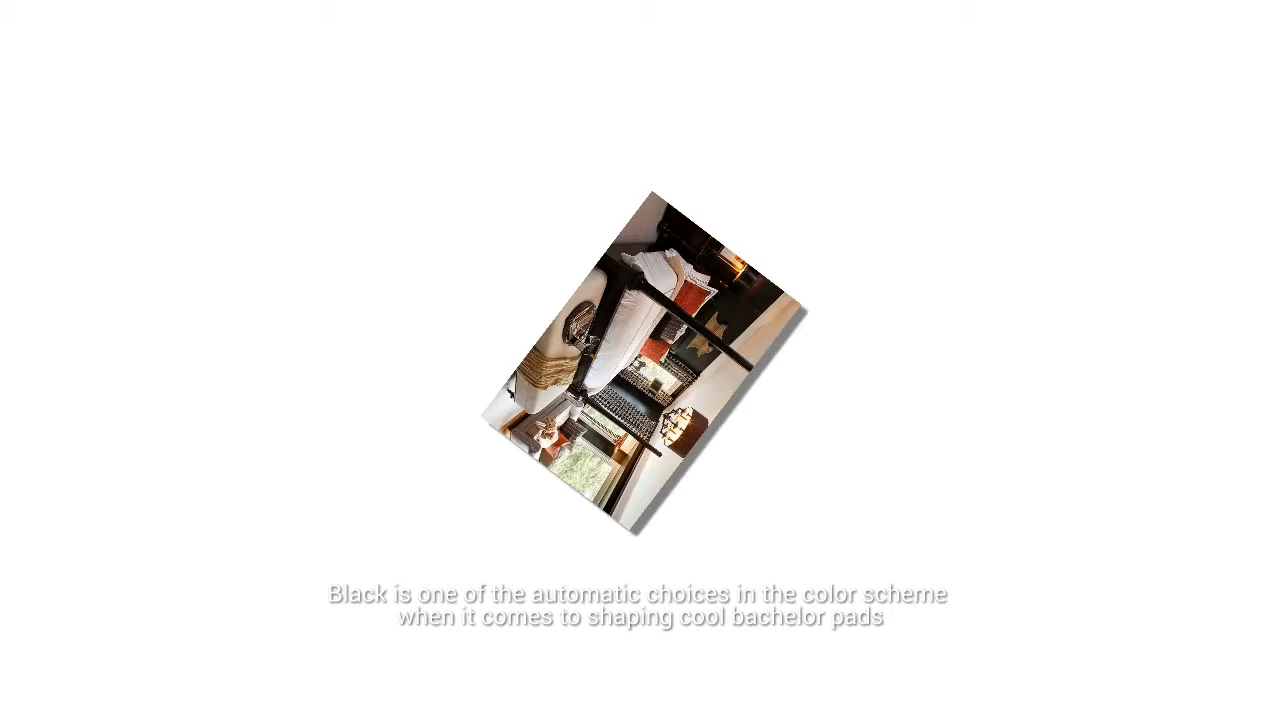 Black is one of the automatic choices in the color scheme
when it comes to shaping cool bachelor pads